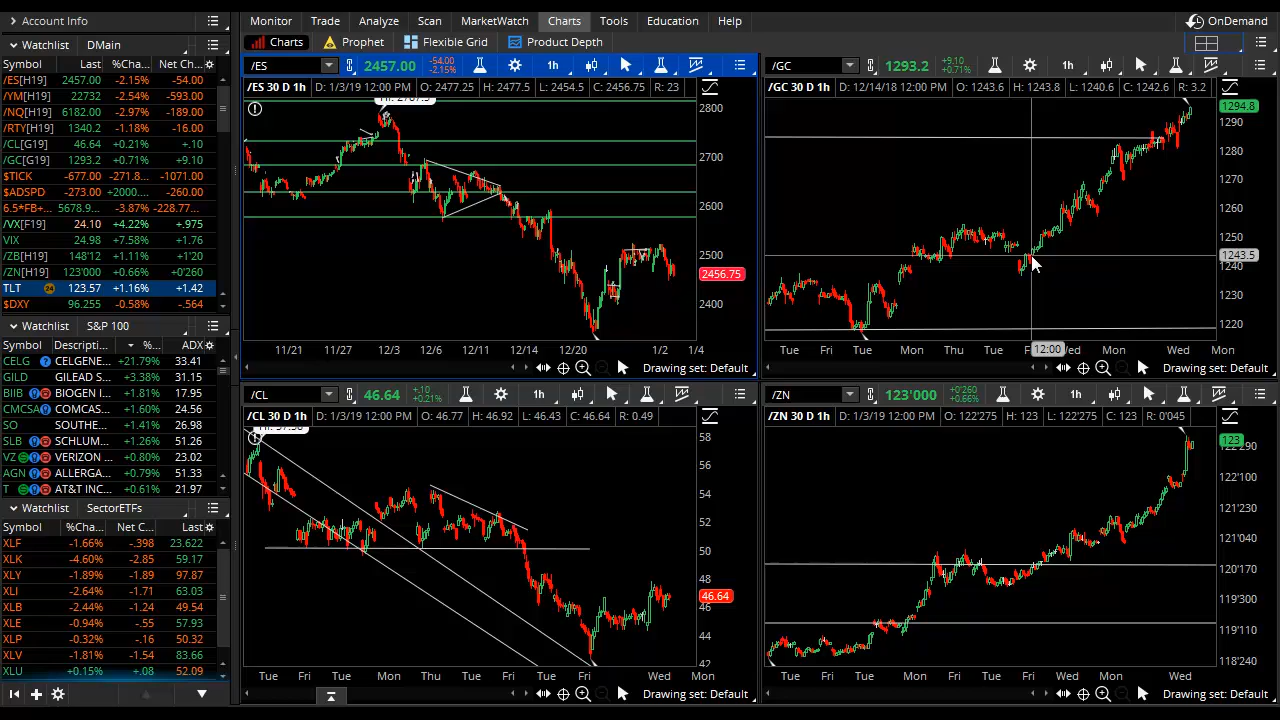 Account Info
Monitor Trade Analyze Scan MarketWatch Charts Tools Education Help OnDemand
Charts Prophet Flexible Grid Product Depth
Watchlist DMain
Symbol Last %Cha... Net Ch...
/ES[H19] 2457.00 -2.15% -54.00
/YM[H19] 22732 -2.54% -593.00
/NQ[H19] 6182.00 -2.97% -189.00
/RTY[H19] 1340.2 -1.18% -16.00
/CL[G19] 46.64 +0.21% +.10
/GC[G19] 1293.2 +0.71% +9.10
$TICK -677.00 -271.8... -1071.00
$ADSPD -273.00 +2000.... -260.00
6.5*FB+... 5678.9... -3.87% -228.77...
/VX[F19] 24.10 +4.22% +.975
VIX 24.98 +7.58% +1.76
/ZB[H19] 148'12 +1.11% +1'20
/ZN[H19] 123'000 +0.66% +0'260
TLT 24 123.57 +1.16% +1.42
$DXY 96.255 -0.58% -.564
Watchlist S&P 100
Symbol Descripti... %... ADX
CELG CELGENE... +21.79% 33.41
GILD GILEAD S... +3.38% 31.15
BIIB BIOGEN I... +1.81% 17.95
CMCSA COMCAS... +1.60% 24.56
SO SOUTHE... +1.41% 26.98
SLB SCHLUM... +1.26% 51.26
VZ VERIZON ... +0.80% 23.02
AGN ALLERGA... +0.79% 51.33
T AT&T INC... +0.61% 21.97
Watchlist SectorETFs
Symbol %Cha... Net C... Last
XLF -1.66% -.398 23.622
XLK -4.60% -2.85 59.17
XLY -1.89% -1.89 97.87
XLI -2.64% -1.71 63.03
XLB -2.44% -1.24 49.54
XLE -0.94% -.55 57.93
XLP -0.32% -.16 50.32
XLV -1.81% -1.54 83.66
XLU +0.15% +.08 52.09
/ES 2457.00 -54.00 -2.15% 1h
/ES 30 D 1h D: 1/3/19 12:00 PM O: 2477.25 H: 2477.5 L: 2454.5 C: 2456.75 R: 23
2800
2700
2600
2500
2456.75
2400
11/21 11/27 12/3 12/6 12/11 12/14 12/20 1/2 1/4
Drawing set: Default
/GC 1293.2 +9.10 +0.71% 1h
/GC 30 D 1h D: 12/14/18 12:00 PM O: 1243.6 H: 1243.8 L: 1240.6 C: 1242.6 R: 3.2
1294.8
1290
1280
1270
1260
1250
1243.5
1240
1230
1220
Tue Fri Mon Thu Tue 12:00 Wed Mon Wed Mon
Drawing set: Default
/CL 46.64 +.10 +0.21% 1h
/CL 30 D 1h D: 1/3/19 12:00 PM O: 46.77 H: 46.92 L: 46.43 C: 46.64 R: 0.49
58
56
54
52
50
48
46.64
46
44
42
Tue Fri Mon Thu Tue Fri Mon Fri Wed Mon
Drawing set: Default
/ZN 123'000 +0'260 +0.66% 1h
/ZN 30 D 1h D: 1/3/19 12:00 PM O: 122'275 H: 123 L: 122'275 C: 123 R: 0'045
123
122'100
121'230
121'040
120'170
119'300
119'110
118'240
Tue Fri Mon Thu Tue Fri Wed Mon Wed
Drawing set: Default